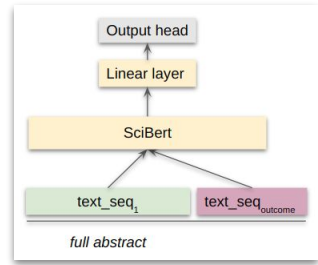 Output head
Linear layer
SciBert
text_seq₁ text_seqₒᵤₜcₒₘₑ
full abstract